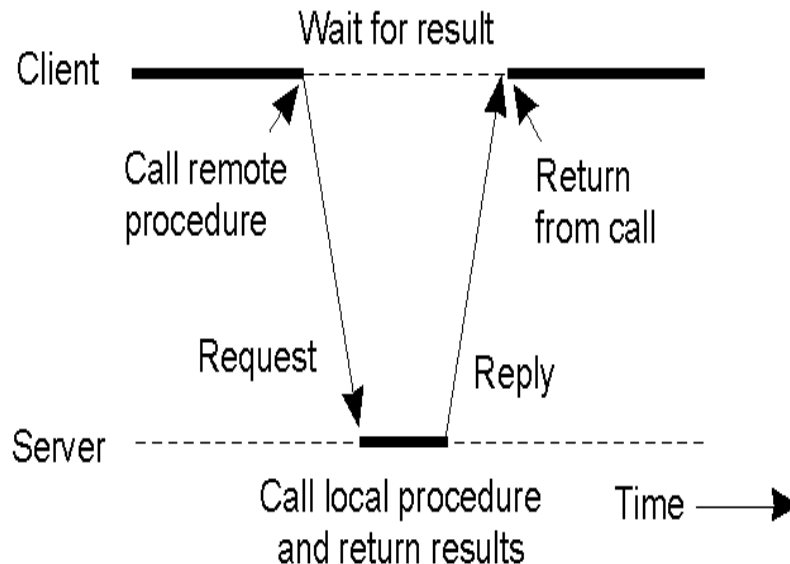 Wait for result
Client
Call remote
procedure
Return
from call
Request
Reply
Server
Call local procedure
and return results
Time